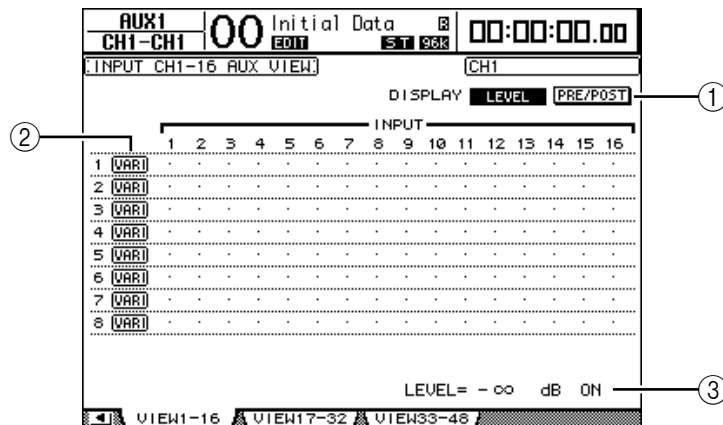 AUX1 00 Initial Data R 00:00:00.00
CH1-CH1 EDIT ST 96k
INPUT CH1-16 AUX VIEW CH1
DISPLAY LEVEL PRE/POST 1
2
INPUT
1 2 3 4 5 6 7 8 9 10 11 12 13 14 15 16
1 VARI
2 VARI
3 VARI
4 VARI
5 VARI
6 VARI
7 VARI
8 VARI
LEVEL= -∞ dB ON 3
VIEW1-16 VIEW17-32 VIEW33-48